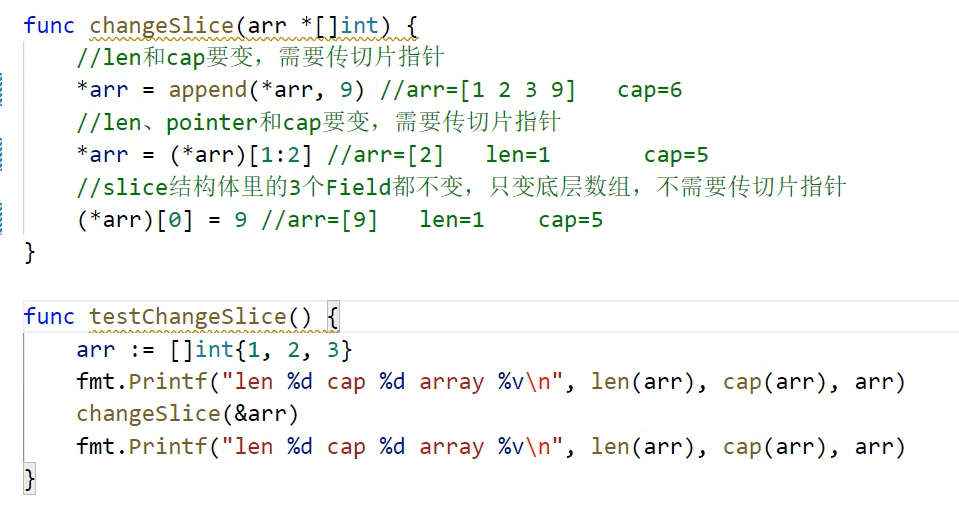 func changeSlice(arr *[]int) {
    //len和cap要变，需要传切片指针
    *arr = append(*arr, 9) //arr=[1 2 3 9]   cap=6
    //len、pointer和cap要变，需要传切片指针
    *arr = (*arr)[1:2] //arr=[2]   len=1       cap=5
    //slice结构体里的3个Field都不变，只变底层数组，不需要传切片指针
    (*arr)[0] = 9 //arr=[9]   len=1    cap=5
}
func testChangeSlice() {
    arr := []int{1, 2, 3}
    fmt.Printf("len %d cap %d array %v\n", len(arr), cap(arr), arr)
    changeSlice(&arr)
    fmt.Printf("len %d cap %d array %v\n", len(arr), cap(arr), arr)
}